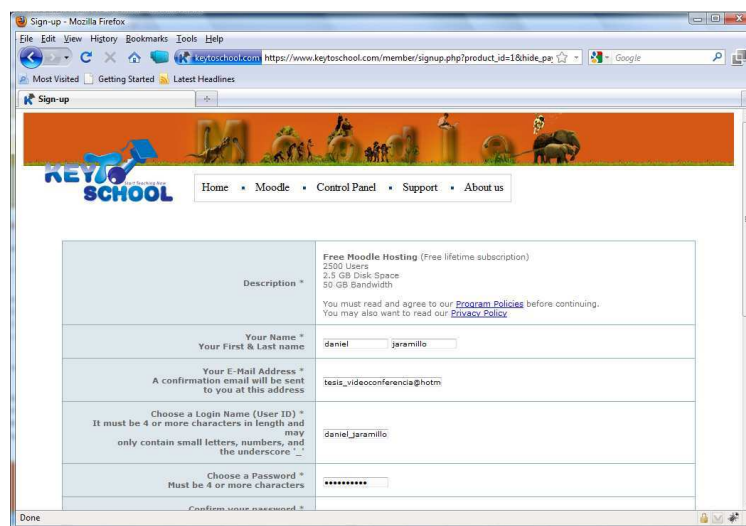 Sign-up - Mozilla Firefox
File Edit View History Bookmarks Tools Help
keytoschool.com https://www.keytoschool.com/member/signup.php?product_id=1&hide_pa
Google
Most Visited Getting Started Latest Headlines
Sign-up
Moodle
KEY TO SCHOOL
Start Teaching Now
Home Moodle Control Panel Support About us
Description *
Free Moodle Hosting (Free lifetime subscription)
2500 Users
2.5 GB Disk Space
50 GB Bandwidth
You must read and agree to our Program Policies before continuing.
You may also want to read our Privacy Policy
Your Name *
Your First & Last name
daniel jaramillo
Your E-Mail Address *
A confirmation email will be sent
to you at this address
tesis_videoconferencia@hotm
Choose a Login Name (User ID) *
It must be 4 or more characters in length and
may
only contain small letters, numbers, and
the underscore '_'
daniel_jaramillo
Choose a Password *
Must be 4 or more characters
••••••••••
Confirm your password *
Done